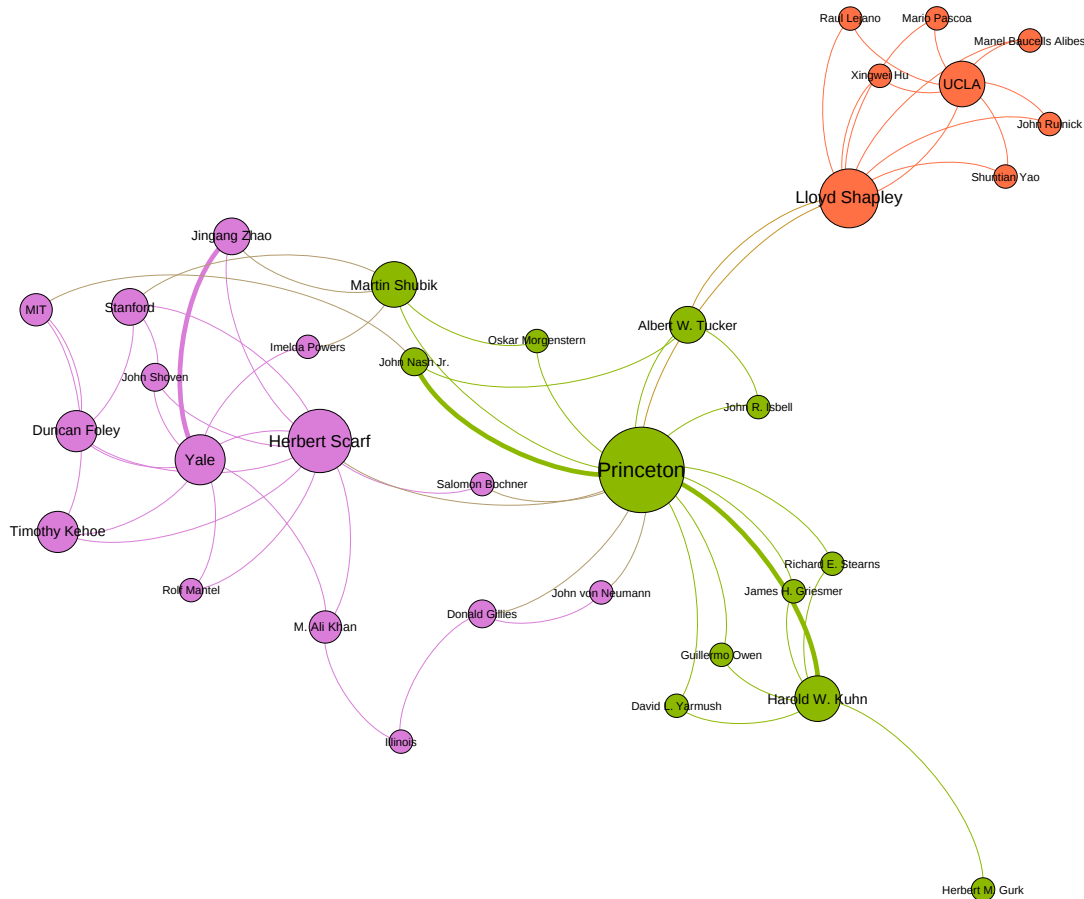 Raul Lejano
Mario Pascoa
Manel Baucells Alibes
Xingwei Hu
UCLA
John Ruinick
Shuntian Yao
Lloyd Shapley
Jingang Zhao
Martin Shubik
MIT
Stanford
Albert W. Tucker
Oskar Morgenstern
Imelda Powers
John Nash Jr.
John Shoven
John R. Isbell
Duncan Foley
Herbert Scarf
Yale
Princeton
Salomon Bochner
Timothy Kehoe
Richard E. Stearns
Rolf Mantel
John von Neumann
James H. Griesmer
Donald Gillies
M. Ali Khan
Guillermo Owen
Harold W. Kuhn
David L. Yarmush
Illinois
Herbert M. Gurk